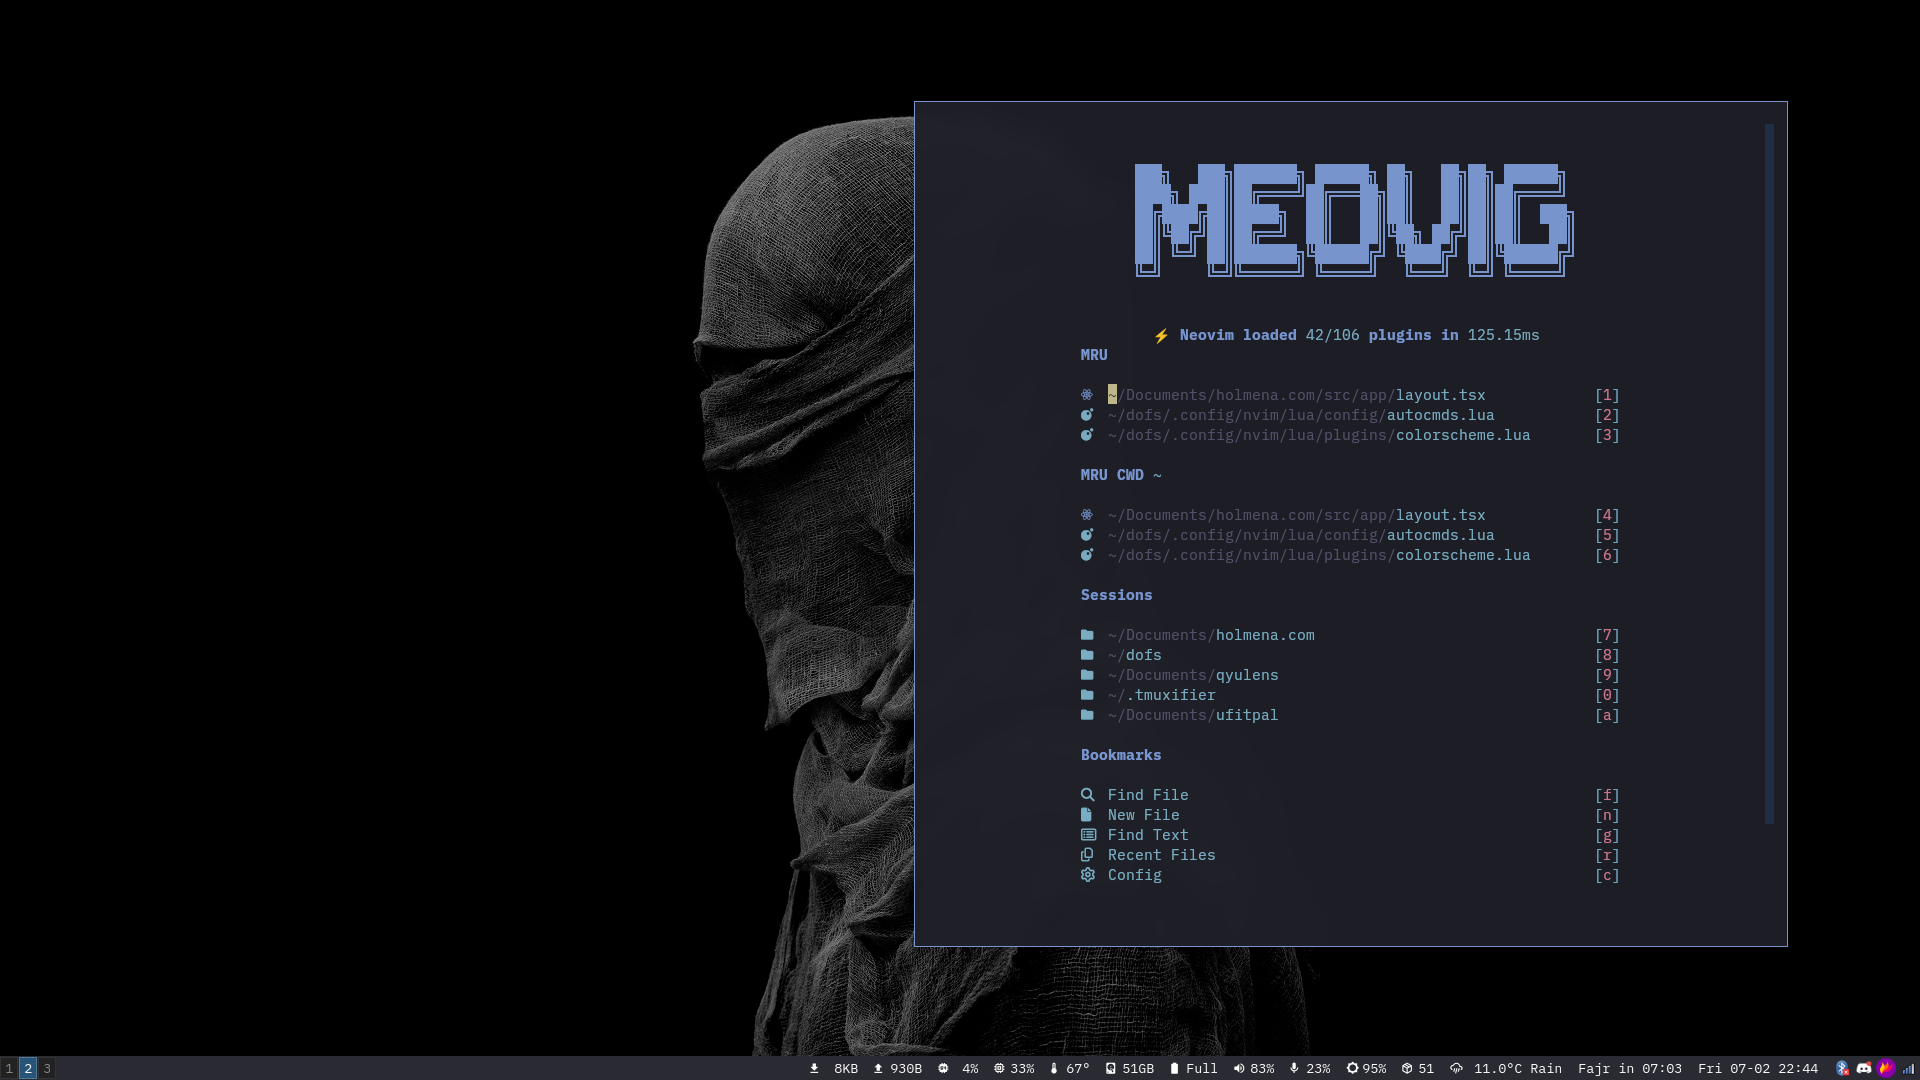 MEOVIG
⚡ Neovim loaded 42/106 plugins in 125.15ms
MRU
~/Documents/holmena.com/src/app/layout.tsx [1]
~/dofs/.config/nvim/lua/config/autocmds.lua [2]
~/dofs/.config/nvim/lua/plugins/colorscheme.lua [3]
MRU CWD ~
~/Documents/holmena.com/src/app/layout.tsx [4]
~/dofs/.config/nvim/lua/config/autocmds.lua [5]
~/dofs/.config/nvim/lua/plugins/colorscheme.lua [6]
Sessions
~/Documents/holmena.com [7]
~/dofs [8]
~/Documents/qyulens [9]
~/.tmuxifier [0]
~/Documents/ufitpal [a]
Bookmarks
Find File [f]
New File [n]
Find Text [g]
Recent Files [r]
Config [c]
1 2 3 8KB 930B 4% 33% 67° 51GB Full 83% 23% 95% 51 11.0°C Rain Fajr in 07:03 Fri 07-02 22:44